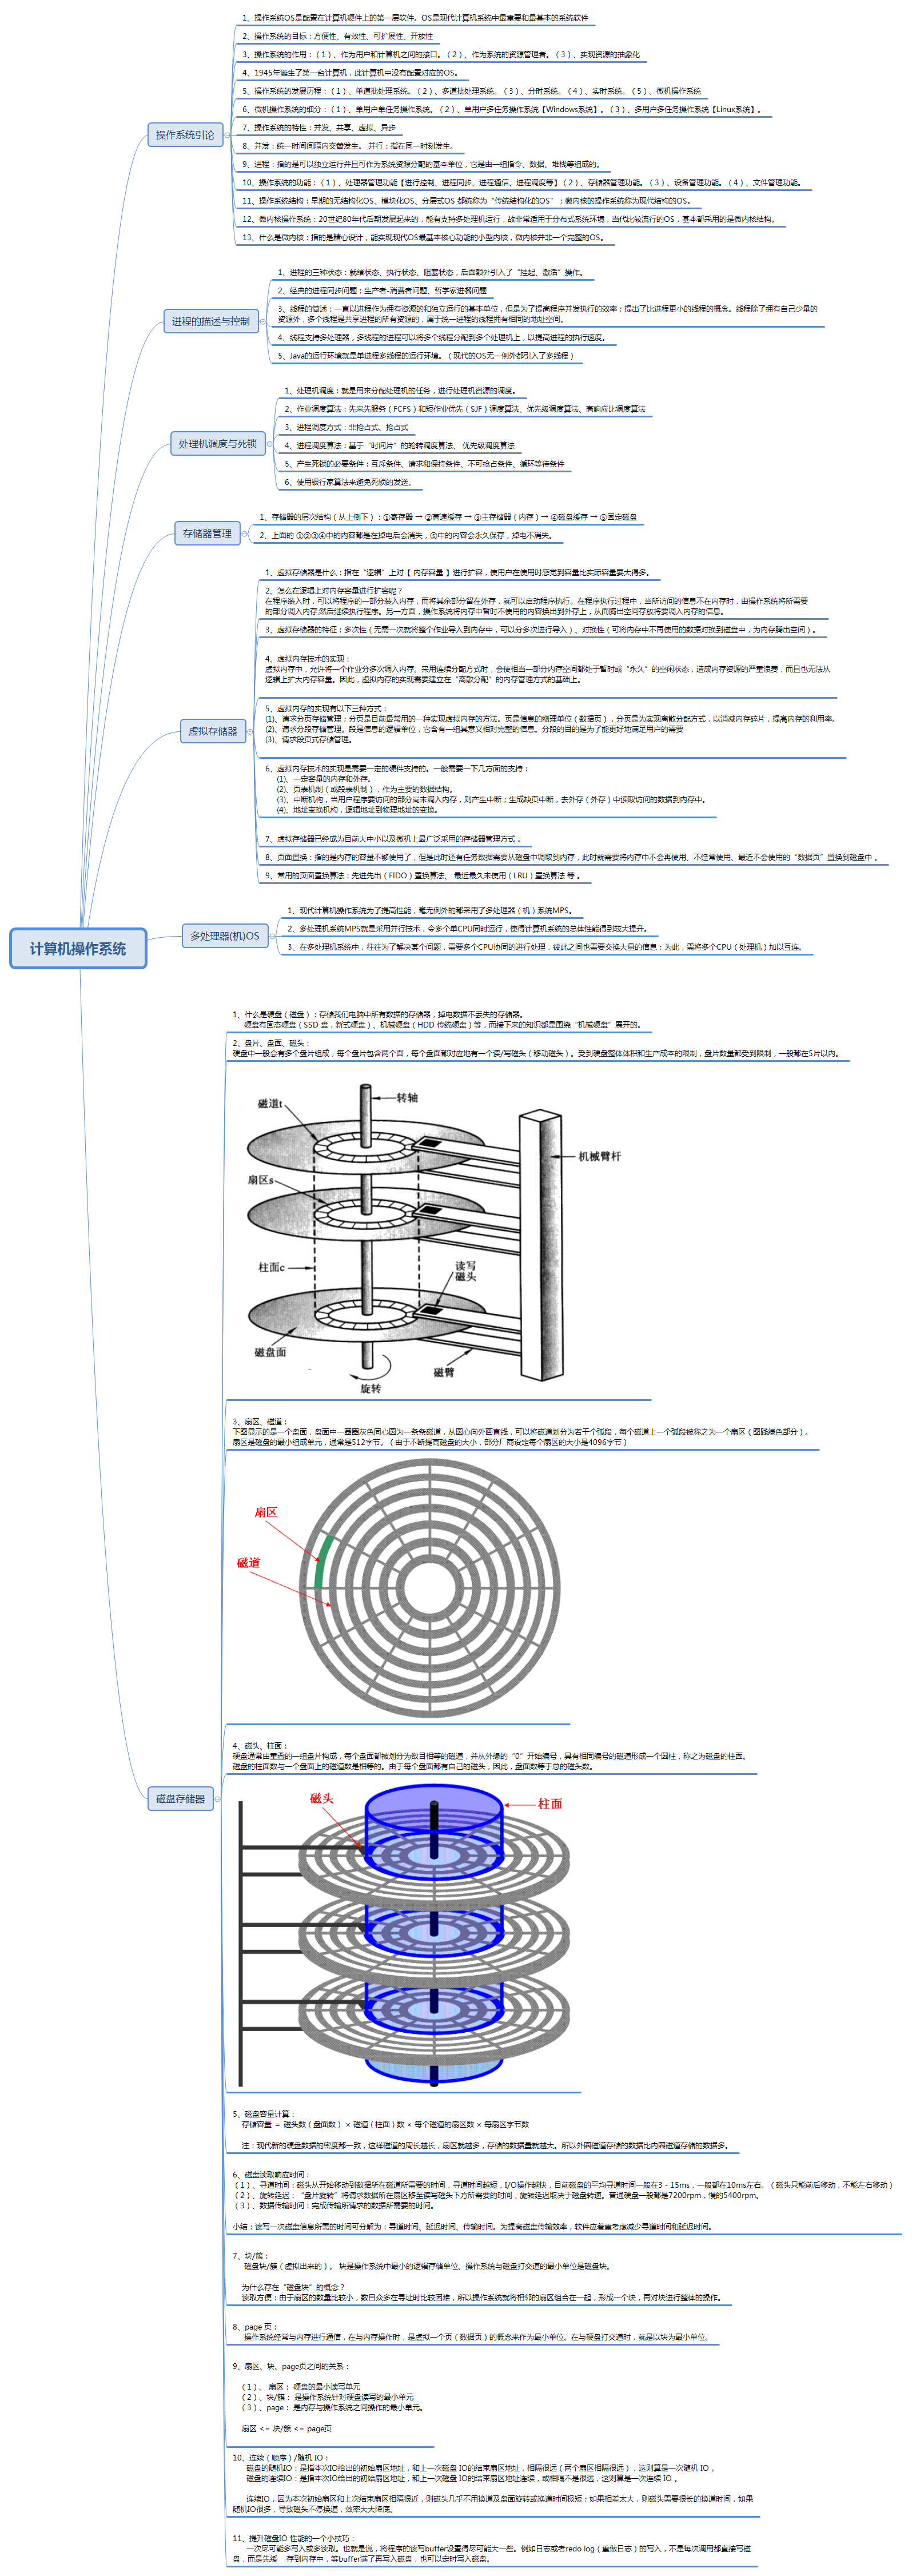 计算机操作系统
操作系统引论
1、操作系统OS是配置在计算机硬件上的第一层软件。OS是现代计算机系统中最重要和最基本的系统软件
2、操作系统的目标：方便性、有效性、可扩展性、开放性
3、操作系统的作用：（1）、作为用户和计算机之间的接口。（2）、作为系统的资源管理者。（3）、实现资源的抽象化
4、1945年诞生了第一台计算机，此计算机中没有配置对应的OS。
5、操作系统的发展历程：（1）、单道批处理系统。（2）、多道批处理系统。（3）、分时系统。（4）、实时系统。（5）、微机操作系统
6、微机操作系统的细分：（1）、单用户单任务操作系统。（2）、单用户多任务操作系统【Windows系统】。（3）、多用户多任务操作系统【Linux系统】。
7、操作系统的特性：并发、共享、虚拟、异步
8、并发：统一时间间隔内交替发生。 并行：指在同一时刻发生。
9、进程：指的是可以独立运行并且可作为系统资源分配的基本单位，它是由一组指令、数据、堆栈等组成的。
10、操作系统的功能：（1）、处理器管理功能【进行控制、进程同步、进程通信、进程调度等】（2）、存储器管理功能。（3）、设备管理功能。（4）、文件管理功能。
11、操作系统结构：早期的无结构化OS、模块化OS、分层式OS 都统称为“传统结构化的OS”；微内核的操作系统称为现代结构的OS。
12、微内核操作系统：20世纪80年代后期发展起来的，能有支持多处理机运行，故非常适用于分布式系统环境，当代比较流行的OS，基本都采用的是微内核结构。
13、什么是微内核：指的是精心设计，能实现现代OS最基本核心功能的小型内核，微内核并非一个完整的OS。
进程的描述与控制
1、进程的三种状态：就绪状态、执行状态、阻塞状态，后面额外引入了“挂起、激活”操作。
2、经典的进程同步问题：生产者-消费者问题、哲学家进餐问题
3、线程的简述：一直以进程作为拥有资源的和独立运行的基本单位，但是为了提高程序并发执行的效率；提出了比进程更小的线程的概念。线程除了拥有自己少量的
资源外，多个线程是共享进程的所有资源的，属于统一进程的线程拥有相同的地址空间。
4、线程支持多处理器，多线程的进程可以将多个线程分配到多个处理机上，以提高进程的执行速度。
5、Java的运行环境就是单进程多线程的运行环境。（现代的OS无一例外都引入了多线程）
处理机调度与死锁
1、处理机调度：就是用来分配处理机的任务，进行处理机资源的调度。
2、作业调度算法：先来先服务（FCFS）和短作业优先（SJF）调度算法、优先级调度算法、高响应比调度算法
3、进程调度方式：非抢占式、抢占式
4、进程调度算法：基于“时间片”的轮转调度算法、 优先级调度算法
5、产生死锁的必要条件：互斥条件、请求和保持条件、不可抢占条件、循环等待条件
6、使用银行家算法来避免死锁的发送。
存储器管理
1、存储器的层次结构（从上倒下）：①寄存器 → ②高速缓存 → ③主存储器（内存）→ ④磁盘缓存 → ⑤固定磁盘
2、上面的 ①②③④中的内容都是在掉电后会消失，⑤中的内容会永久保存，掉电不消失。
虚拟存储器
1、虚拟存储器是什么：指在“逻辑”上对【 内存容量 】进行扩容，使用户在使用时感觉到容量比实际容量要大得多。
2、怎么在逻辑上对内存容量进行扩容呢？
在程序装入时，可以将程序的一部分装入内存，而将其余部分留在外存，就可以启动程序执行。在程序执行过程中，当所访问的信息不在内存时，由操作系统将所需要
的部分调入内存,然后继续执行程序。另一方面，操作系统将内存中暂时不使用的内容换出到外存上，从而腾出空间存放将要调入内存的信息。
3、虚拟存储器的特征：多次性（无需一次就将整个作业导入到内存中，可以分多次进行导入）、对换性（可将内存中不再使用的数据对换到磁盘中，为内存腾出空间）。
4、虚拟内存技术的实现：
虚拟内存中，允许将一个作业分多次调入内存。采用连续分配方式时，会使相当一部分内存空间都处于暂时或“永久”的空闲状态，造成内存资源的严重浪费，而且也无法从
逻辑上扩大内存容量。因此，虚拟内存的实现需要建立在“离散分配”的内存管理方式的基础上。
5、虚拟内存的实现有以下三种方式：
(1)、请求分页存储管理；分页是目前最常用的一种实现虚拟内存的方法。页是信息的物理单位（数据页），分页是为实现离散分配方式，以消减内存碎片，提高内存的利用率。
(2)、请求分段存储管理。段是信息的逻辑单位，它含有一组其意义相对完整的信息。分段的目的是为了能更好地满足用户的需要
(3)、请求段页式存储管理。
6、虚拟内存技术的实现是需要一定的硬件支持的。一般需要一下几方面的支持：
(1)、一定容量的内存和外存。
(2)、页表机制（或段表机制），作为主要的数据结构。
(3)、中断机构，当用户程序要访问的部分尚未调入内存，则产生中断；生成缺页中断，去外存（外存）中读取访问的数据到内存中。
(4)、地址变换机构，逻辑地址到物理地址的变换。
7、虚拟存储器已经成为目前大中小以及微机上最广泛采用的存储器管理方式 。
8、页面置换：指的是内存的容量不够使用了，但是此时还有任务数据需要从磁盘中调取到内存，此时就需要将内存中不会再使用、不经常使用、最近不会使用的“数据页”置换到磁盘中 。
9、常用的页面置换算法：先进先出（FIDO）置换算法、 最近最久未使用（LRU）置换算法 等 。
多处理器(机)OS
1、现代计算机操作系统为了提高性能，毫无例外的都采用了多处理器（机）系统MPS。
2、多处理机系统MPS就是采用并行技术，令多个单CPU同时运行，使得计算机系统的总体性能得到较大提升。
3、在多处理机系统中，往往为了解决某个问题，需要多个CPU协同的进行处理，彼此之间也需要交换大量的信息；为此，需将多个CPU（处理机）加以互连。
磁盘存储器
1、什么是硬盘（磁盘）：存储我们电脑中所有数据的存储器，掉电数据不丢失的存储器。
硬盘有固态硬盘（SSD 盘，新式硬盘）、机械硬盘（HDD 传统硬盘）等，而接下来的知识都是围绕“机械硬盘”展开的。
2、盘片、盘面、磁头：
硬盘中一般会有多个盘片组成，每个盘片包含两个面，每个盘面都对应地有一个读/写磁头（移动磁头）。受到硬盘整体体积和生产成本的限制，盘片数量都受到限制，一般都在5片以内。
磁道t
转轴
机械臂杆
扇区s
柱面c
读写
磁头
磁盘面
磁臂
旋转
3、扇区、磁道：
下图显示的是一个盘面，盘面中一圈圈灰色同心圆为一条条磁道，从圆心向外画直线，可以将磁道划分为若干个弧段，每个磁道上一个弧段被称之为一个扇区（图践绿色部分）。
扇区是磁盘的最小组成单元，通常是512字节。（由于不断提高磁盘的大小，部分厂商设定每个扇区的大小是4096字节）
扇区
磁道
4、磁头、柱面：
硬盘通常由重叠的一组盘片构成，每个盘面都被划分为数目相等的磁道，并从外缘的“0”开始编号，具有相同编号的磁道形成一个圆柱，称之为磁盘的柱面。
磁盘的柱面数与一个盘面上的磁道数是相等的。由于每个盘面都有自己的磁头，因此，盘面数等于总的磁头数。
磁头
柱面
5、磁盘容量计算：
存储容量 ＝ 磁头数（盘面数） × 磁道（柱面）数 × 每个磁道的扇区数 × 每扇区字节数
注：现代新的硬盘数据的密度都一致，这样磁道的周长越长，扇区就越多，存储的数据量就越大。所以外圈磁道存储的数据比内圈磁道存储的数据多。
6、磁盘读取响应时间：
（1）、寻道时间：磁头从开始移动到数据所在磁道所需要的时间，寻道时间越短，I/O操作越快，目前磁盘的平均寻道时间一般在3－15ms，一般都在10ms左右。（磁头只能前后移动，不能左右移动）
（2）、旋转延迟：“盘片旋转”将请求数据所在扇区移至读写磁头下方所需要的时间，旋转延迟取决于磁盘转速。普通硬盘一般都是7200rpm，慢的5400rpm。
（3）、数据传输时间：完成传输所请求的数据所需要的时间。
小结：读写一次磁盘信息所需的时间可分解为：寻道时间、延迟时间、传输时间。为提高磁盘传输效率，软件应着重考虑减少寻道时间和延迟时间。
7、块/簇：
磁盘块/簇（虚拟出来的）。 块是操作系统中最小的逻辑存储单位。操作系统与磁盘打交道的最小单位是磁盘块。
为什么存在“磁盘块”的概念？
读取方便：由于扇区的数量比较小，数目众多在寻址时比较困难，所以操作系统就将相邻的扇区组合在一起，形成一个块，再对块进行整体的操作。
8、page 页：
操作系统经常与内存进行通信，在与内存操作时，是虚拟一个页（数据页）的概念来作为最小单位。在与硬盘打交道时，就是以块为最小单位。
9、扇区、块、page页之间的关系：
（1）、 扇区： 硬盘的最小读写单元
（2）、块/簇： 是操作系统针对硬盘读写的最小单元
（3）、page： 是内存与操作系统之间操作的最小单元。
扇区 <= 块/簇 <= page页
10、连续（顺序）/随机 IO：
磁盘的随机IO：是指本次IO给出的初始扇区地址，和上一次磁盘 IO的结束扇区地址，相隔很远（两个扇区相隔很远），这则算是一次随机 IO 。
磁盘的连续IO：是指本次IO给出的初始扇区地址，和上一次磁盘 IO的结束扇区地址连续，或相隔不是很远，这则算是一次连续 IO 。
连续IO，因为本次初始扇区和上次结束扇区相隔很近，则磁头几乎不用换道及盘面旋转或换道时间极短；如果相差太大，则磁头需要很长的换道时间，如果
随机IO很多，导致磁头不停换道，效率大大降底。
11、提升磁盘IO 性能的一个小技巧：
一次尽可能多写入或多读取。也就是说，将程序的读写buffer设置得尽可能大一些。例如日志或者redo log（重做日志）的写入，不是每次调用都直接写磁
盘，而是先缓 存到内存中，等buffer满了再写入磁盘，也可以定时写入磁盘。